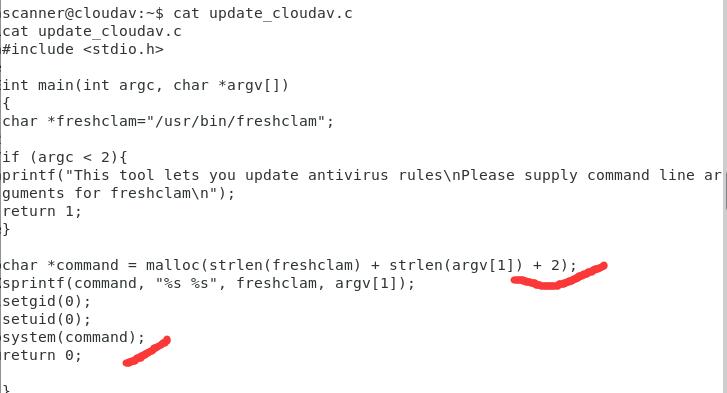 scanner@cloudav:~$ cat update_cloudav.c
cat update_cloudav.c
#include <stdio.h>
int main(int argc, char *argv[])
{
char *freshclam="/usr/bin/freshclam";
if (argc < 2){
printf("This tool lets you update antivirus rules\nPlease supply command line ar
guments for freshclam\n");
return 1;
}
char *command = malloc(strlen(freshclam) + strlen(argv[1]) + 2);
sprintf(command, "%s %s", freshclam, argv[1]);
setgid(0);
setuid(0);
system(command);
return 0;
}